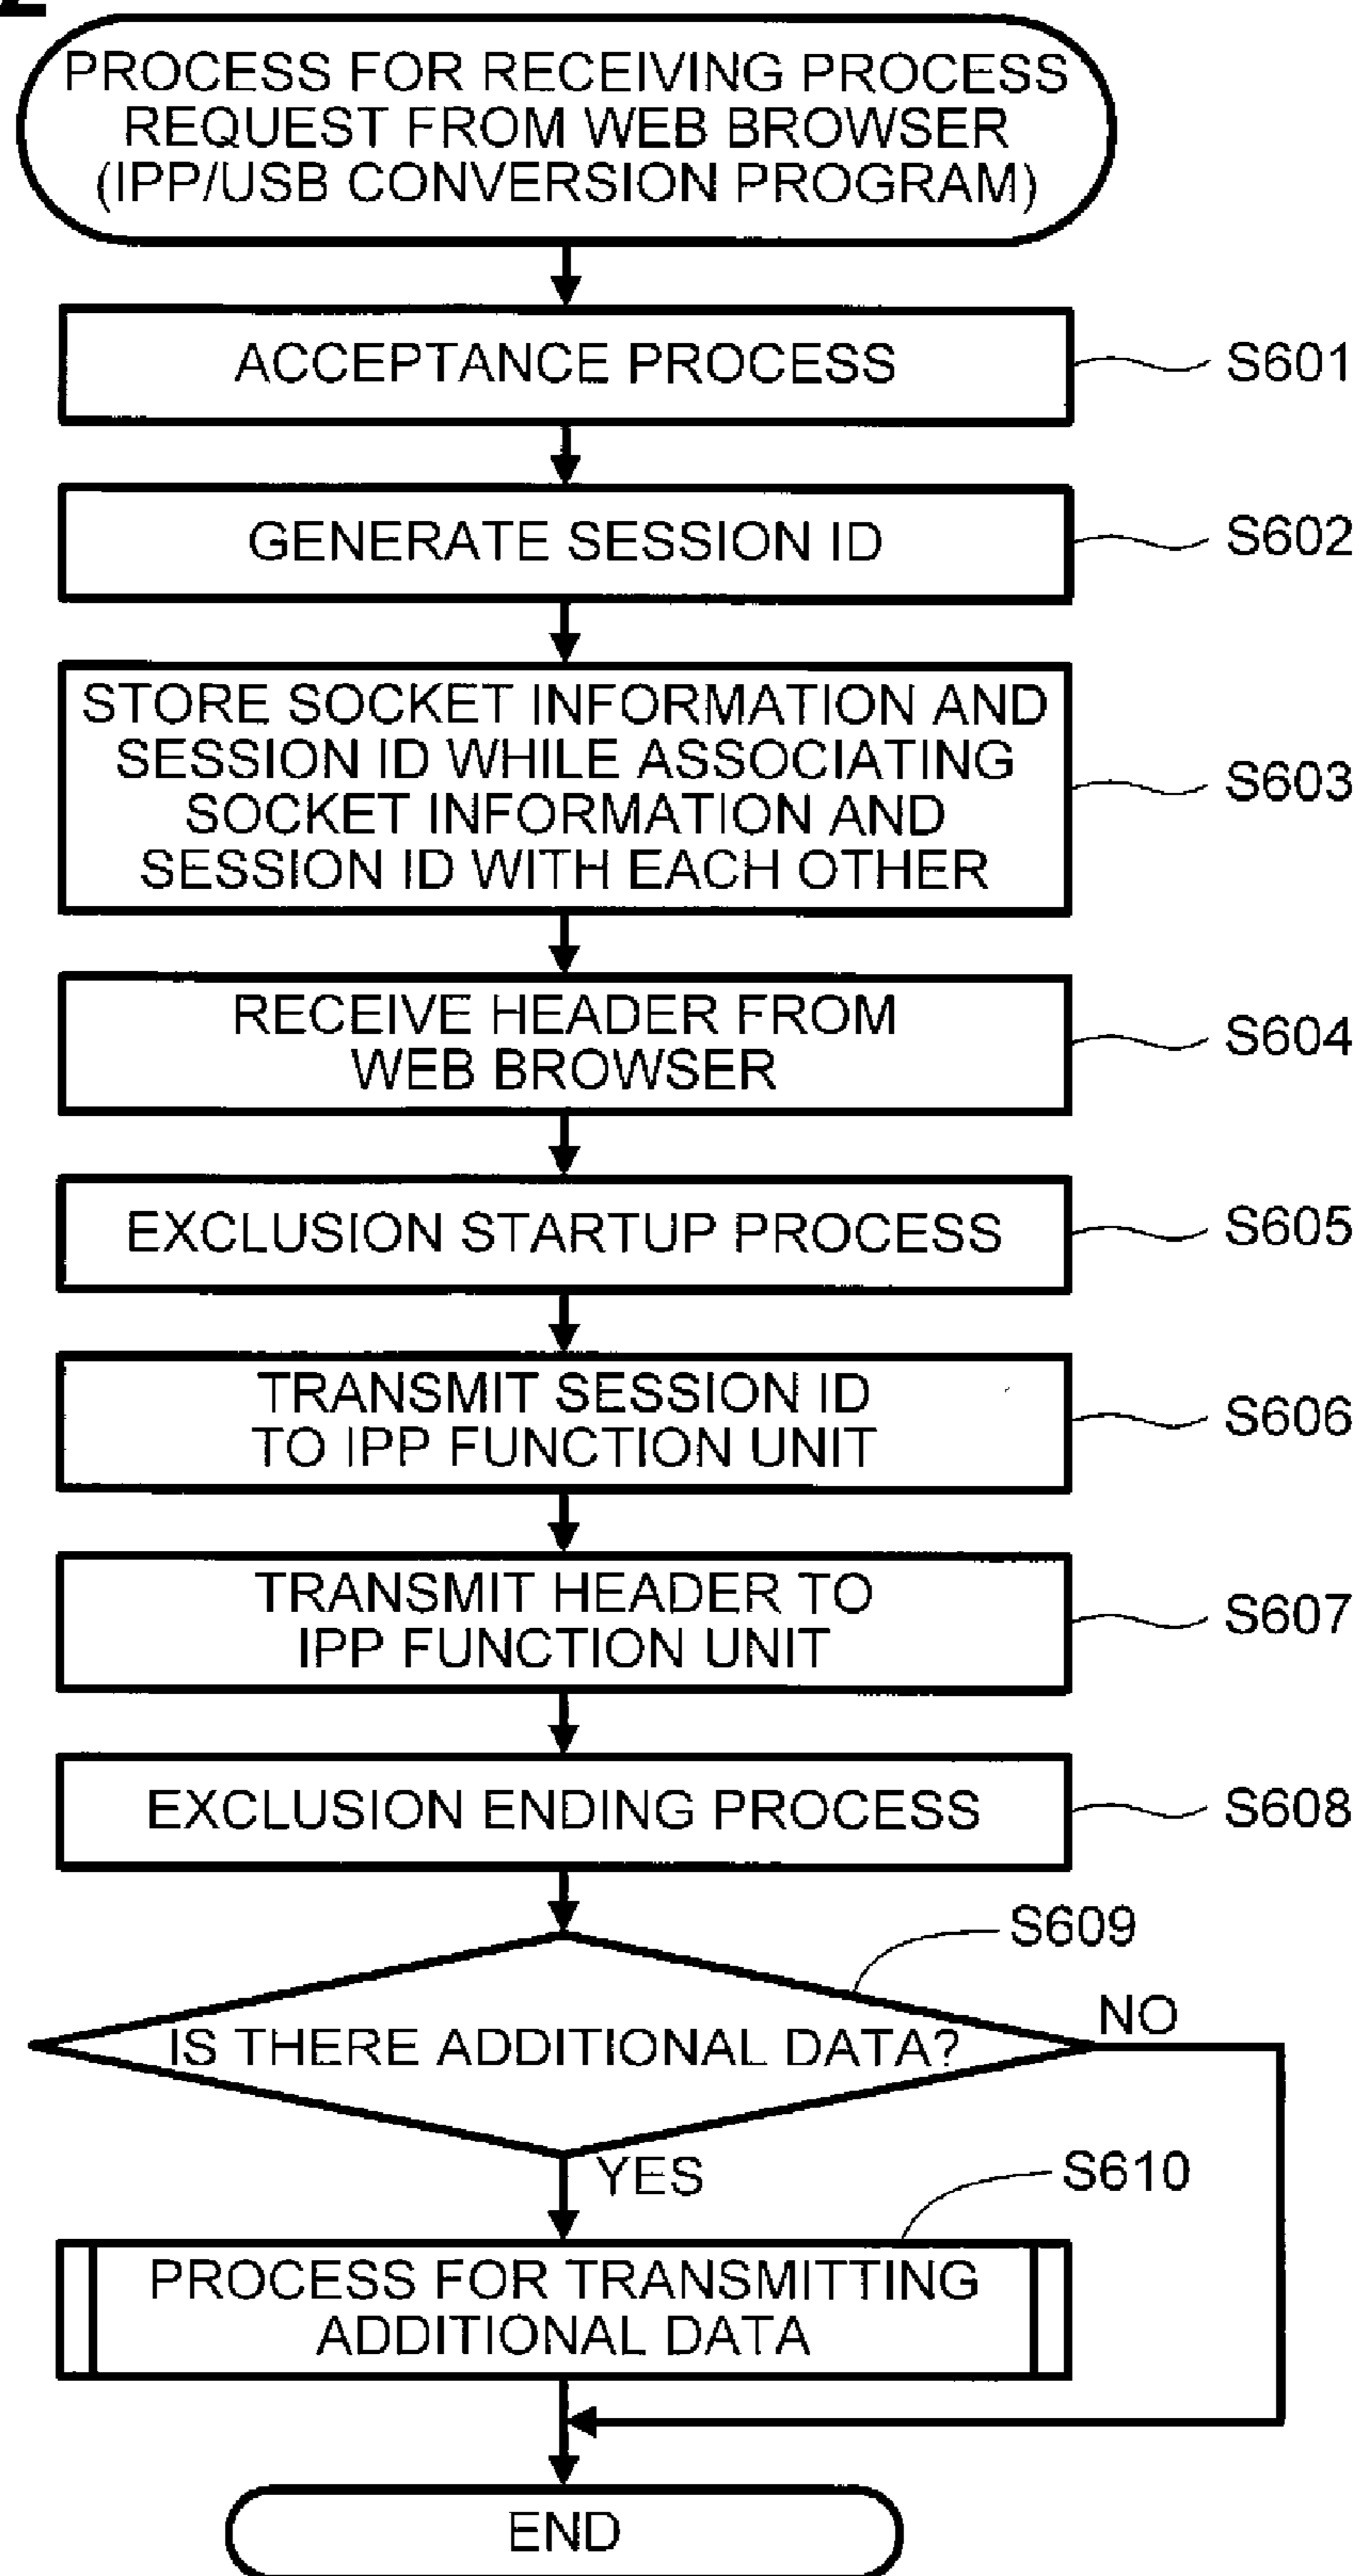 PROCESS FOR RECEIVING PROCESS
REQUEST FROM WEB BROWSER
(IPP/USB CONVERSION PROGRAM)
ACCEPTANCE PROCESS
S601
GENERATE SESSION ID
S602
STORE SOCKET INFORMATION AND
SESSION ID WHILE ASSOCIATING
SOCKET INFORMATION AND
SESSION ID WITH EACH OTHER
S603
RECEIVE HEADER FROM
WEB BROWSER
S604
EXCLUSION STARTUP PROCESS
S605
TRANSMIT SESSION ID
TO IPP FUNCTION UNIT
S606
TRANSMIT HEADER TO
IPP FUNCTION UNIT
S607
EXCLUSION ENDING PROCESS
S608
S609
IS THERE ADDITIONAL DATA?
NO
YES
S610
PROCESS FOR TRANSMITTING
ADDITIONAL DATA
END